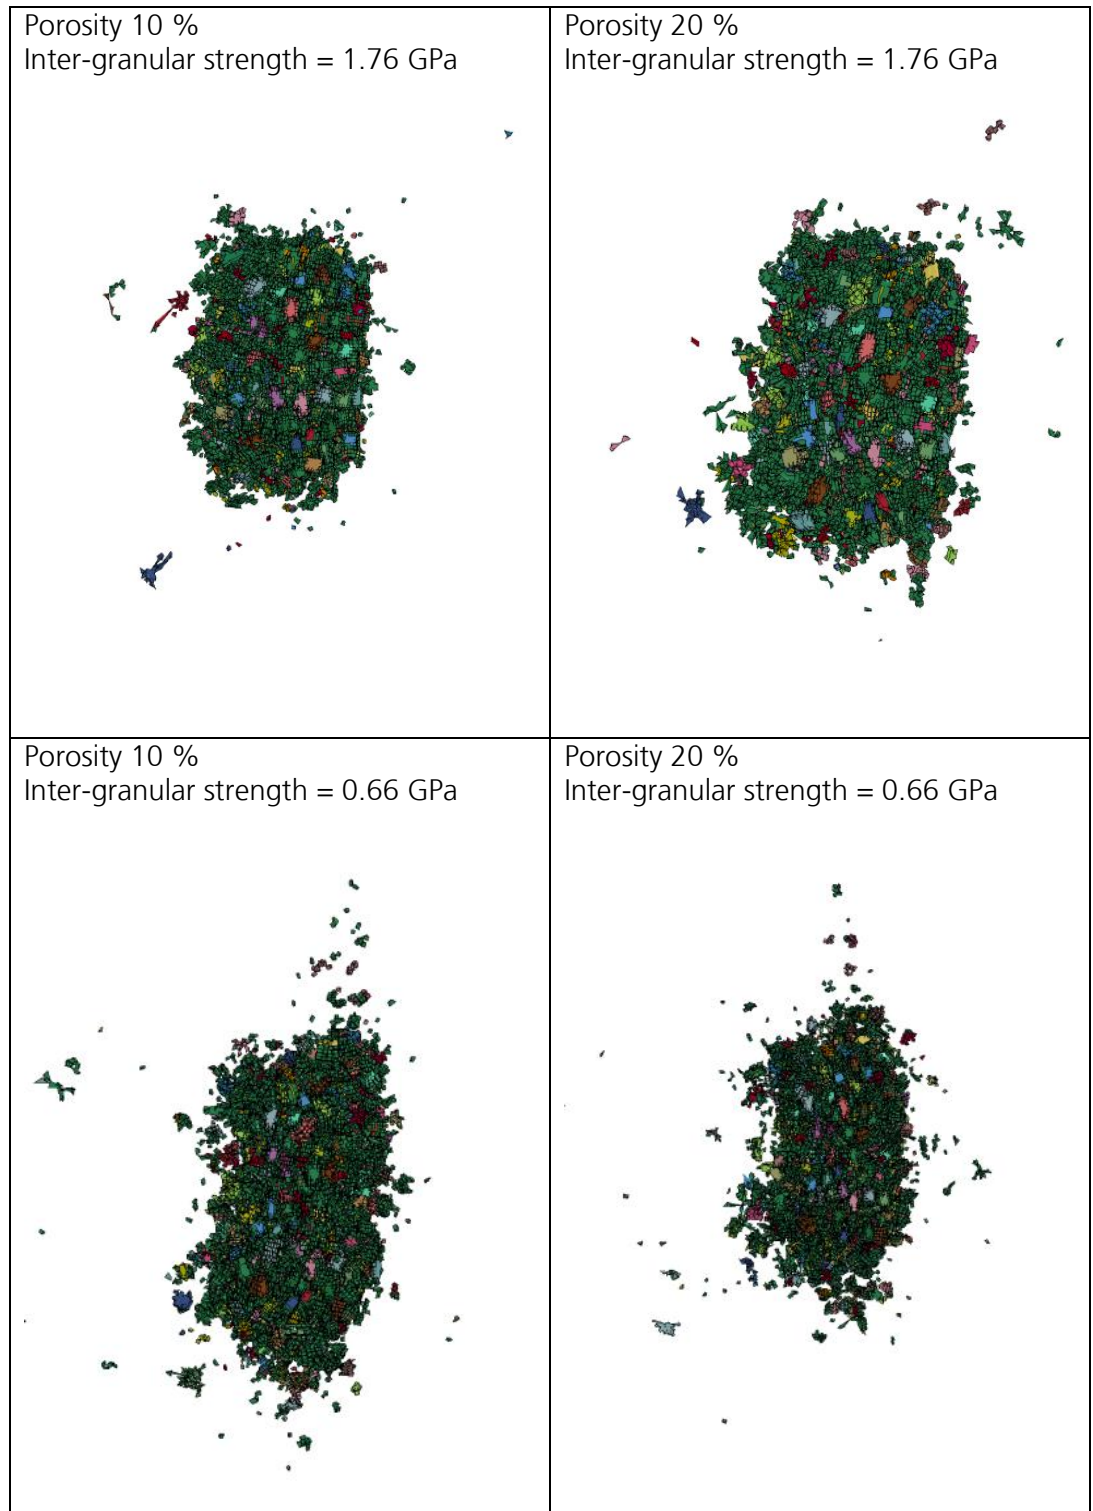 Porosity 10 %
Inter-granular strength = 1.76 GPa
Porosity 20 %
Inter-granular strength = 1.76 GPa
Porosity 10 %
Inter-granular strength = 0.66 GPa
Porosity 20 %
Inter-granular strength = 0.66 GPa